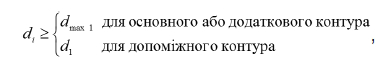 d_i ≥ { d_max 1 для основного або додаткового контура
d_1 для допоміжного контура ,